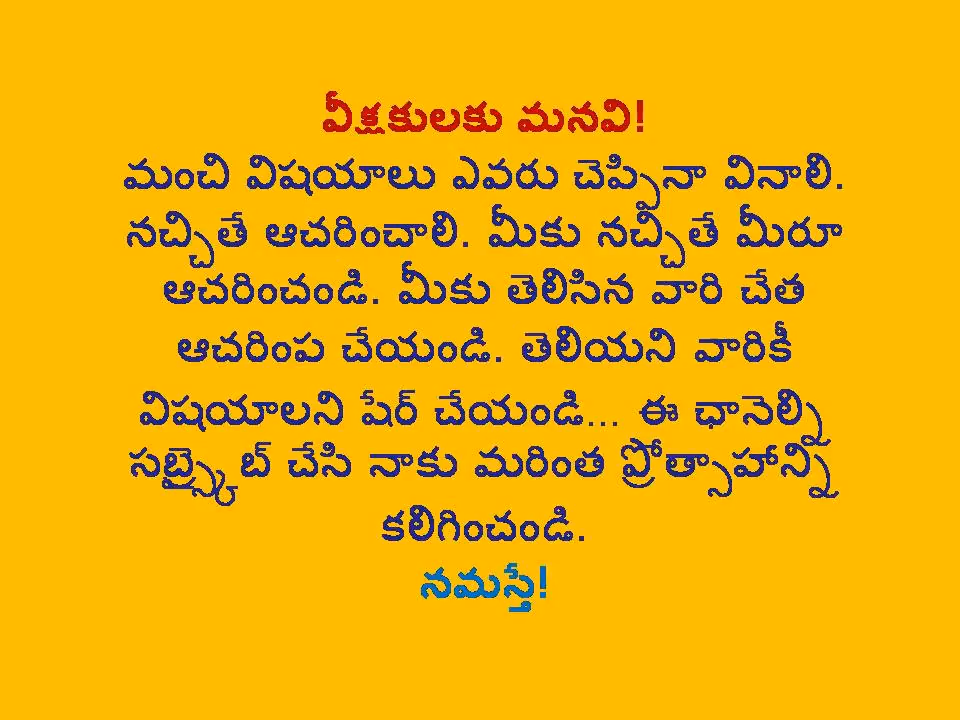 వీక్షకులకు మనవి!
మంచి విషయాలు ఎవరు చెప్పినా వినాలి.
నచ్చితే ఆచరించాలి. మీకు నచ్చితే మీరూ
ఆచరించండి. మీకు తెలిసిన వారి చేత
ఆచరింప చేయండి. తెలియని వారికీ
విషయాలని షేర్ చేయండి... ఈ ఛానెల్ని
సబ్స్క్రైబ్ చేసి నాకు మరింత ప్రోత్సాహాన్ని
కలిగించండి.
నమస్తే!